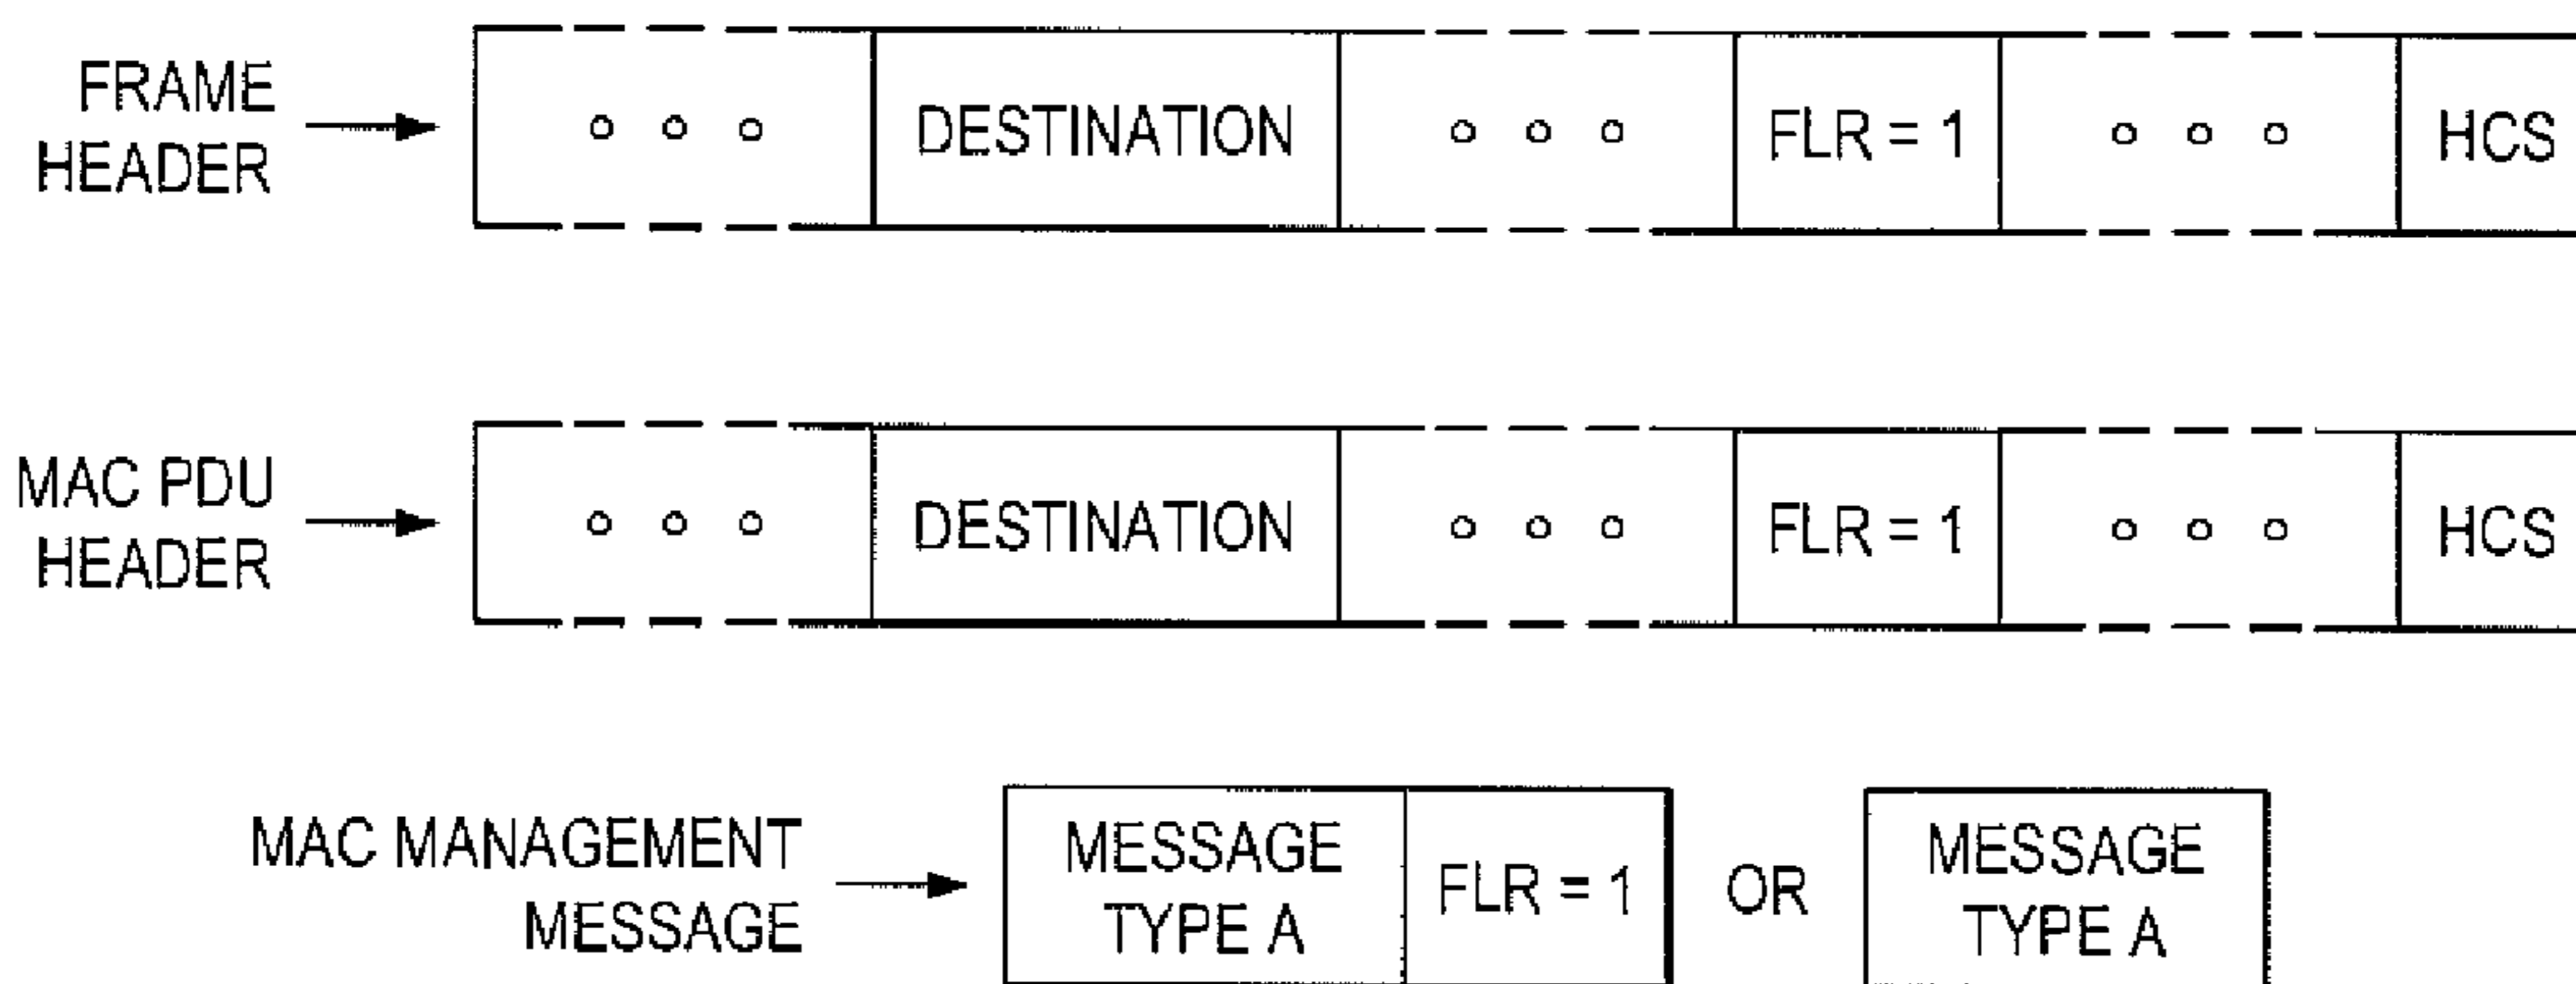 FRAME
HEADER
DESTINATION
FLR = 1
HCS
MAC PDU
HEADER
DESTINATION
FLR = 1
HCS
MAC MANAGEMENT
MESSAGE
MESSAGE
TYPE A
FLR = 1
OR
MESSAGE
TYPE A